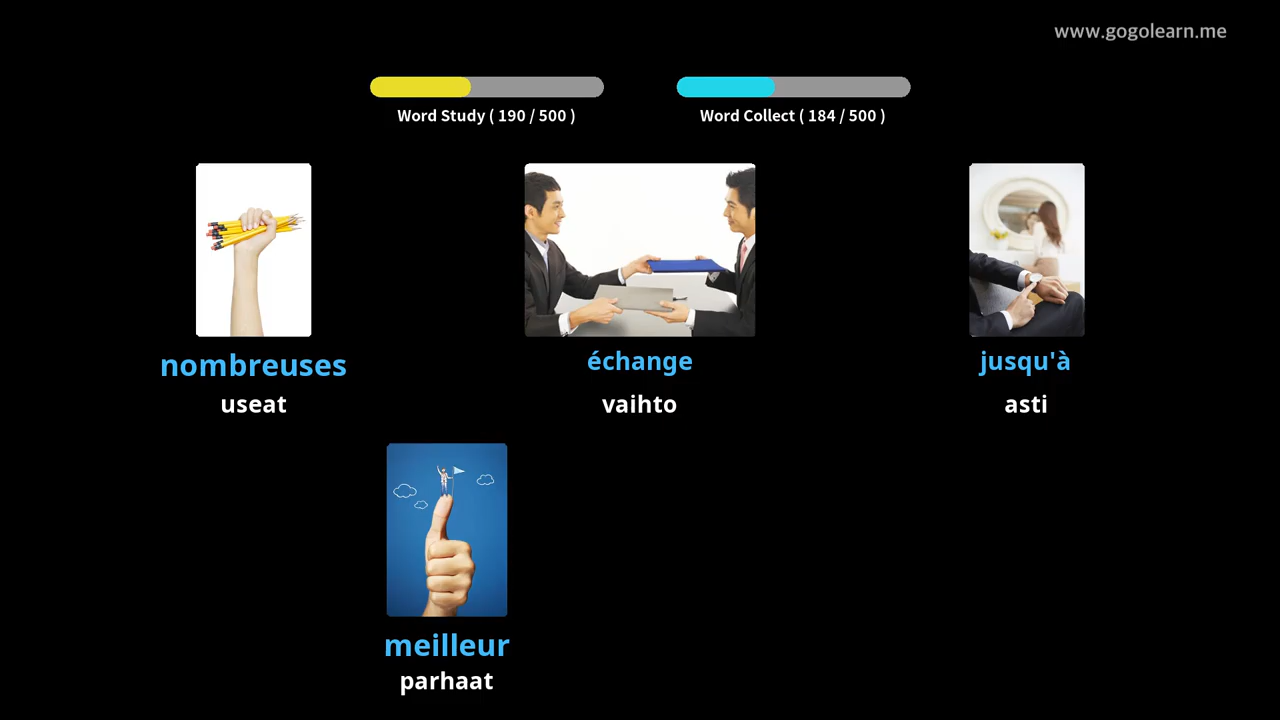 www.gogolearn.me
Word Study ( 190 / 500 )
Word Collect ( 184 / 500 )
nombreuses
useat
échange
vaihto
jusqu'à
asti
meilleur
parhaat